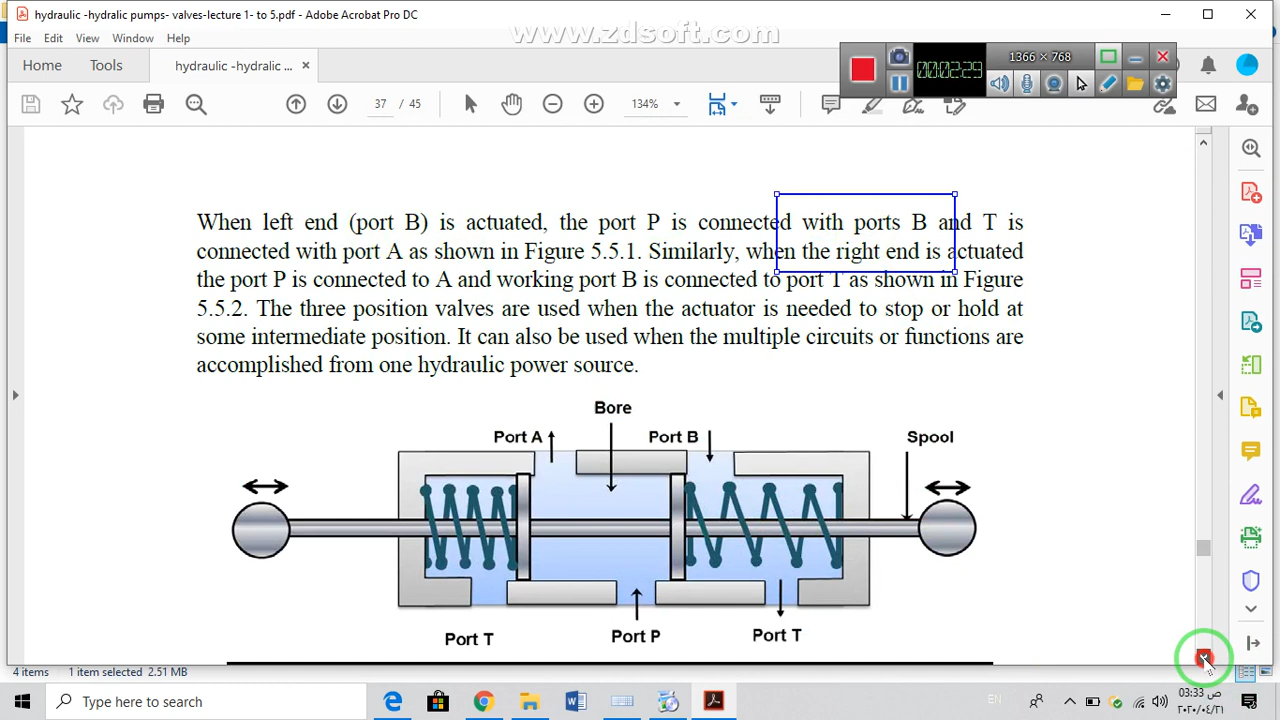 hydraulic -hydralic pumps- valves-lecture 1- to 5.pdf - Adobe Acrobat Pro DC
www.zdsoft.com
File Edit View Window Help
1366 × 768
00:02:29
Home Tools hydraulic -hydralic ... ×
37 / 45 134%
When left end (port B) is actuated, the port P is connected with ports B and T is
connected with port A as shown in Figure 5.5.1. Similarly, when the right end is actuated
the port P is connected to A and working port B is connected to port T as shown in Figure
5.5.2. The three position valves are used when the actuator is needed to stop or hold at
some intermediate position. It can also be used when the multiple circuits or functions are
accomplished from one hydraulic power source.
Bore
Port A Port B Spool
Port T Port P Port T
4 items 1 item selected 2.51 MB
Type here to search
EN
03:33 ص
٢٠٢٠/٠٤/٢١